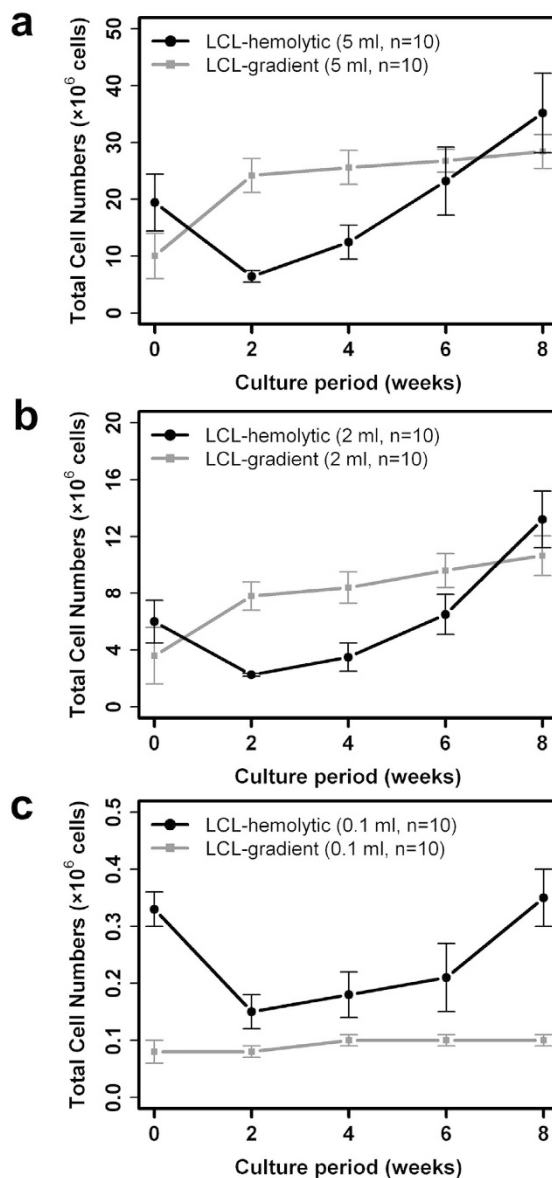 a
Total Cell Numbers (×10⁶ cells)
50
40
30
20
10
0
LCL-hemolytic (5 ml, n=10)
LCL-gradient (5 ml, n=10)
0 2 4 6 8
Culture period (weeks)
b
Total Cell Numbers (×10⁶ cells)
20
16
12
8
4
0
LCL-hemolytic (2 ml, n=10)
LCL-gradient (2 ml, n=10)
0 2 4 6 8
Culture period (weeks)
c
Total Cell Numbers (×10⁶ cells)
0.5
0.4
0.3
0.2
0.1
0.0
LCL-hemolytic (0.1 ml, n=10)
LCL-gradient (0.1 ml, n=10)
0 2 4 6 8
Culture period (weeks)